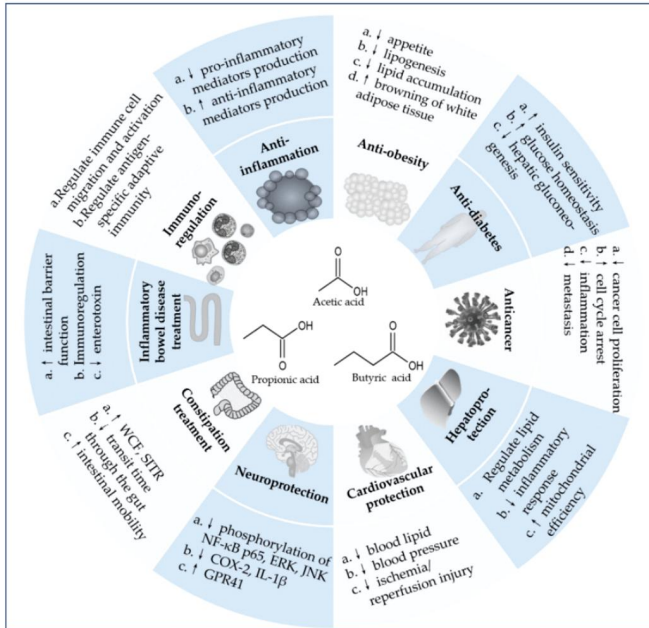 a. ↓ pro-inflammatory
mediators production
b. ↑ anti-inflammatory
mediators production
Anti-
inflammation
a. ↓ appetite
b. ↓ lipogenesis
c. ↓ lipid accumulation
d. ↑ browning of white
adipose tissue
Anti-obesity
a. ↑ insulin sensitivity
b. ↑ glucose homeostasis
c. ↓ hepatic gluconeo-
genesis
Anti-diabetes
a. ↓ cancer cell proliferation
b. ↑ cell cycle arrest
c. ↓ inflammation
d. ↓ metastasis
Anticancer
Hepatopro-
tection
a. Regulate lipid
metabolism
b. ↓ inflammatory
response
c. ↑ mitochondrial
efficiency
Cardiovascular
protection
a. ↓ blood lipid
b. ↓ blood pressure
c. ↓ ischemia/
reperfusion injury
Neuroprotection
a. ↓ phosphorylation of
NF-κB p65, ERK, JNK
b. ↓ COX-2, IL-1β
c. ↑ GPR41
Constipation
treatment
a. ↑ WCF, SITR
b. ↓ transit time
through the gut
c. ↑ intestinal mobility
Inflammatory
bowel disease
treatment
a. ↑ intestinal barrier
function
b. Immunoregulation
c. ↓ enterotoxin
Immuno-
regulation
a.Regulate immune cell
migration and activation
b.Regulate antigen-
specific adaptive
immunity
O
OH
Acetic acid
OH
O
Propionic acid
O
OH
Butyric acid